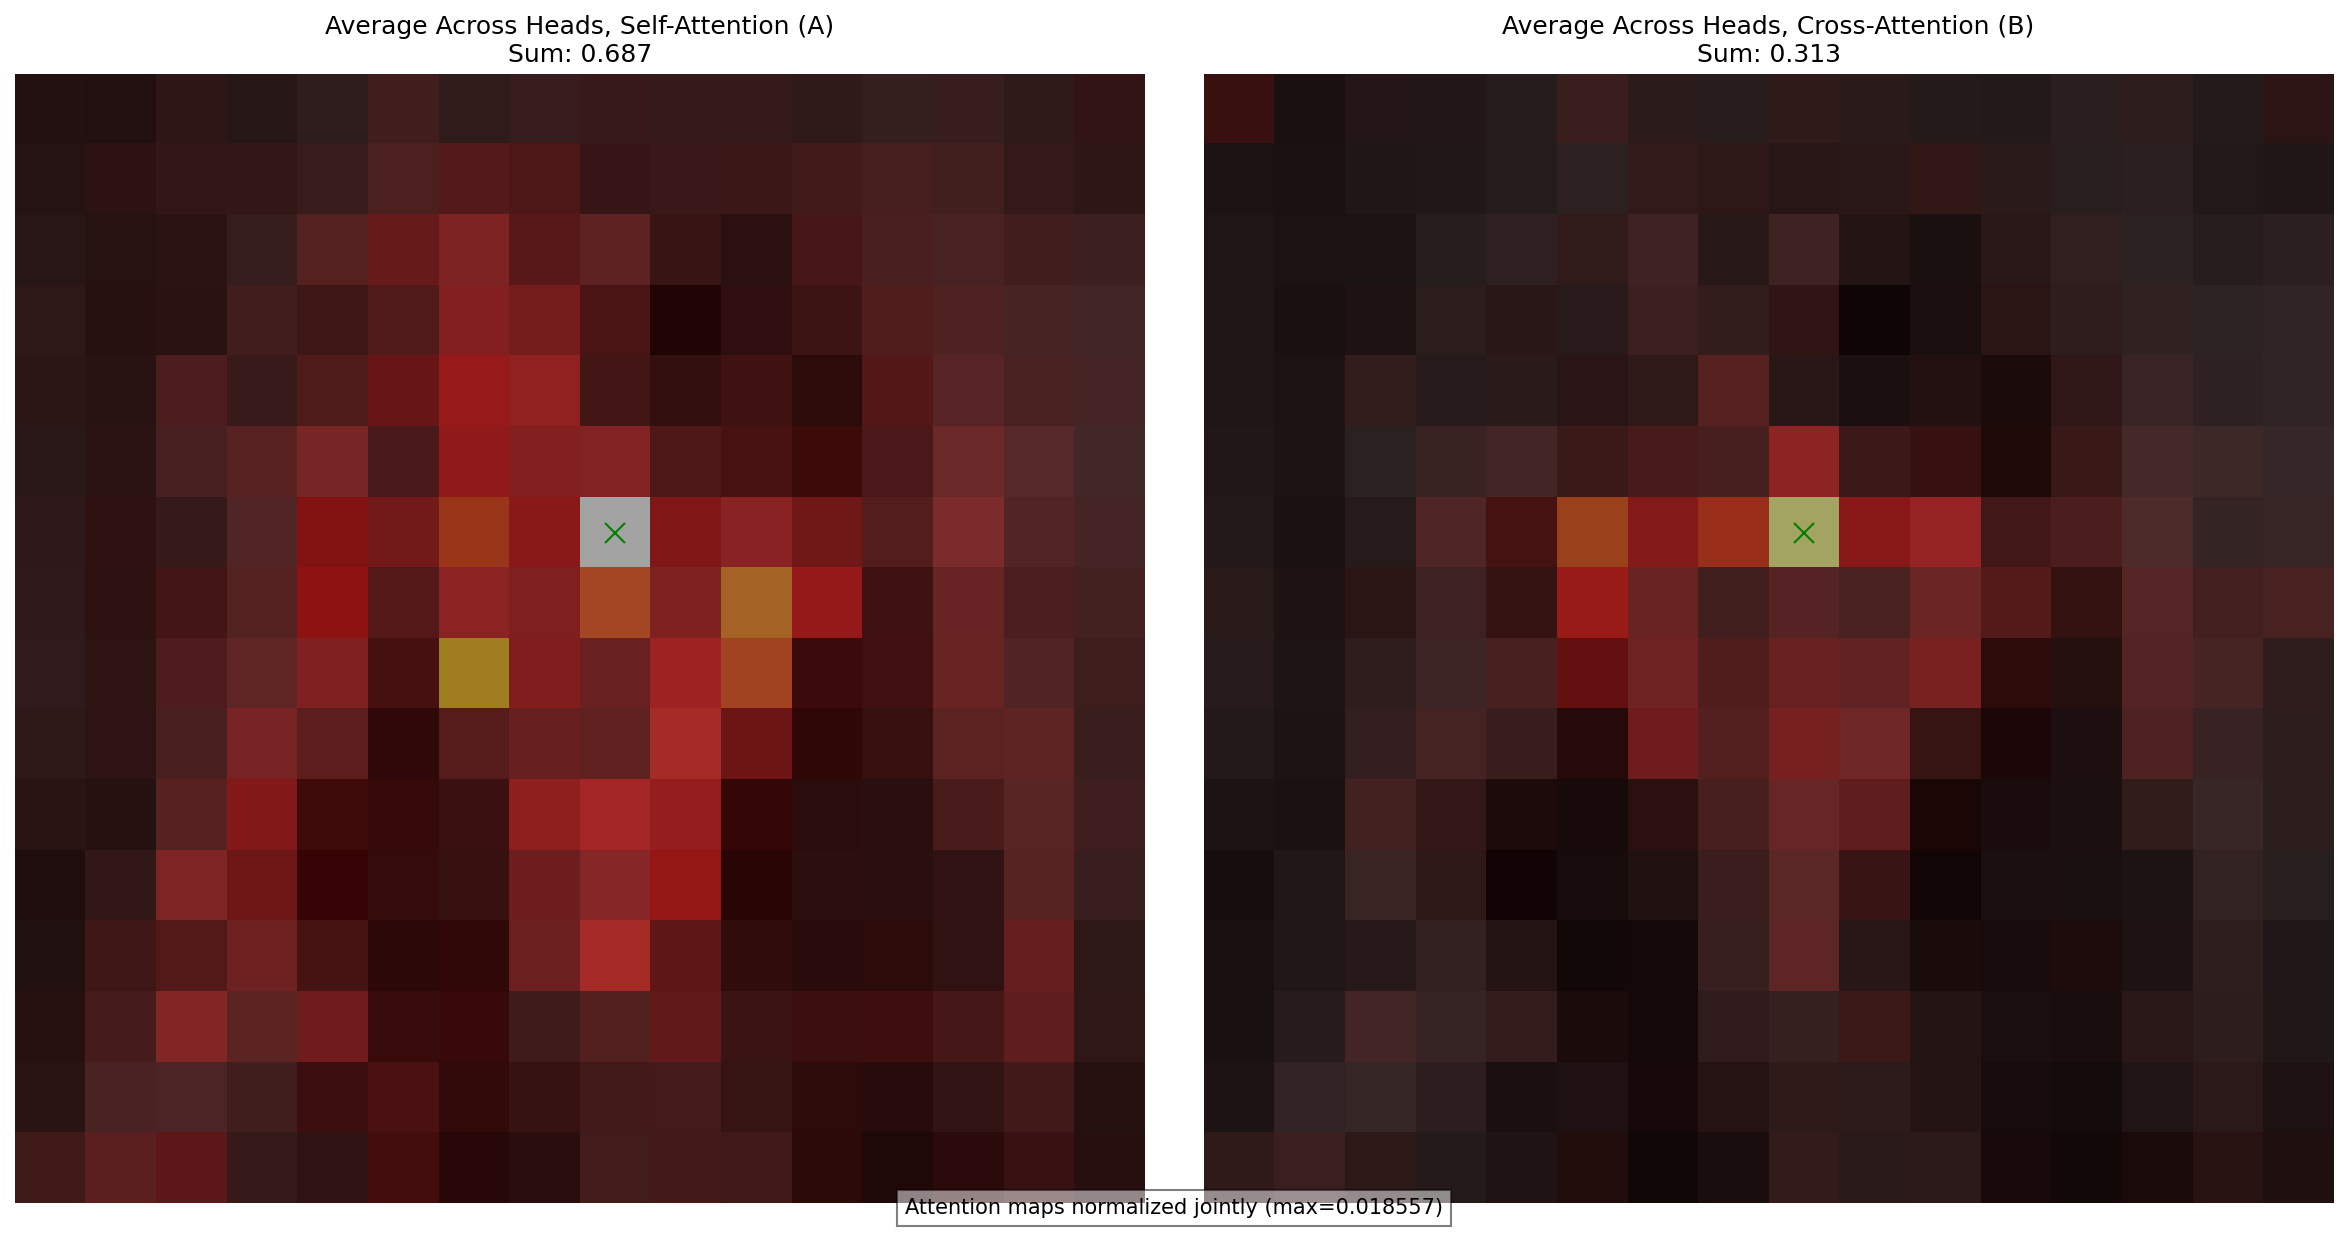 Average Across Heads, Self-Attention (A)
Sum: 0.687
Average Across Heads, Cross-Attention (B)
Sum: 0.313
Attention maps normalized jointly (max=0.018557)